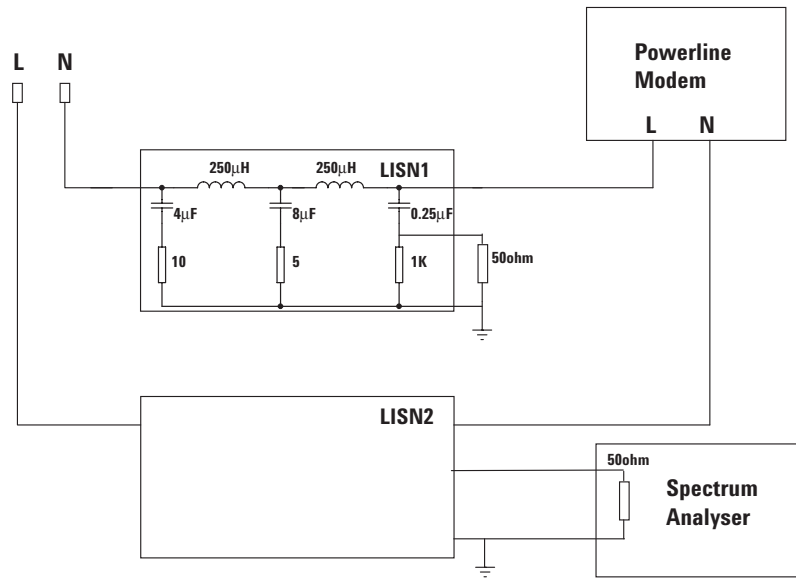 Powerline
Modem
L N
L N
250μH 250μH LISN1
4μF 8μF 0.25μF
10 5 1K 50ohm
LISN2
50ohm
Spectrum
Analyser